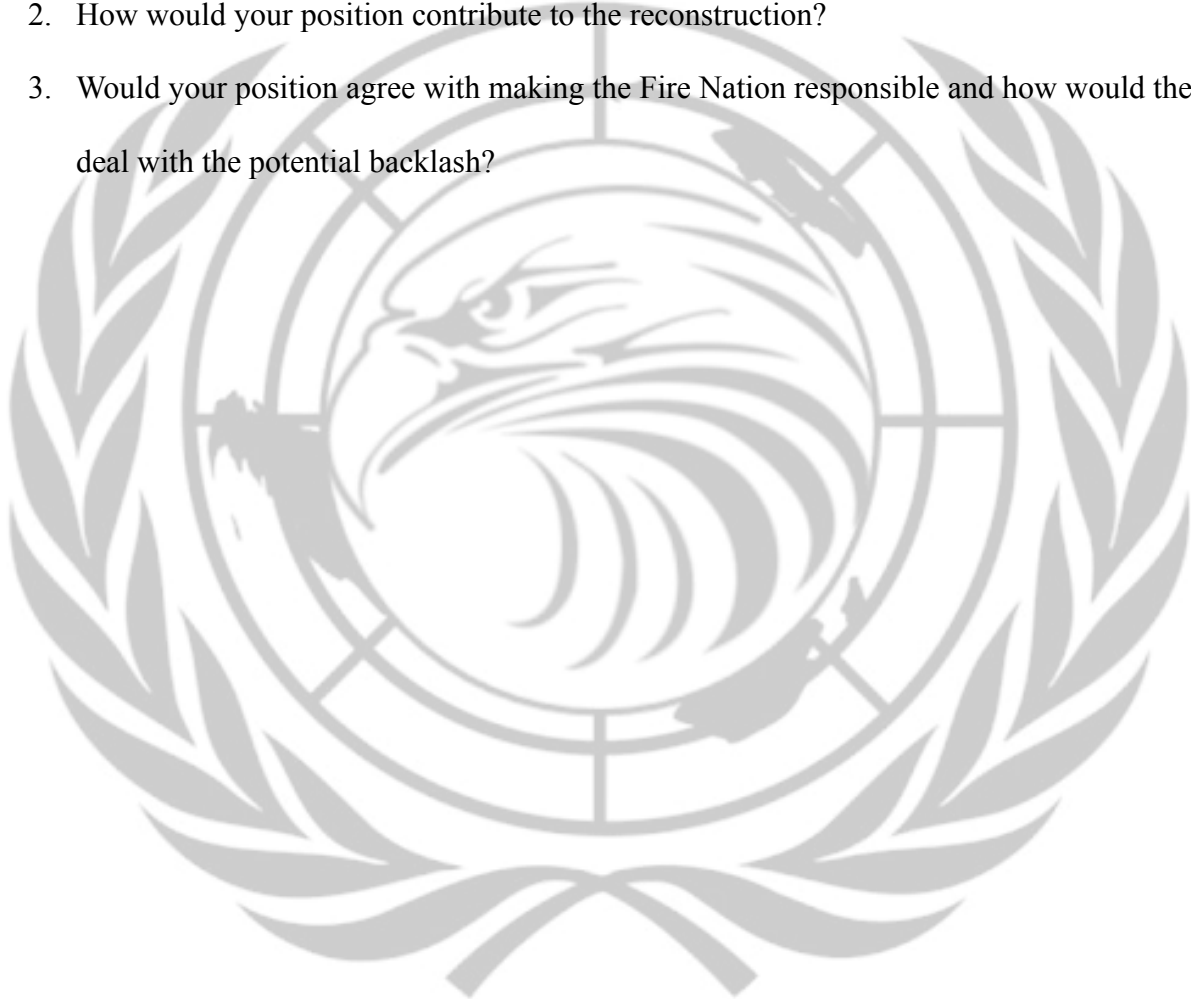 2. How would your position contribute to the reconstruction?
3. Would your position agree with making the Fire Nation responsible and how would the
deal with the potential backlash?